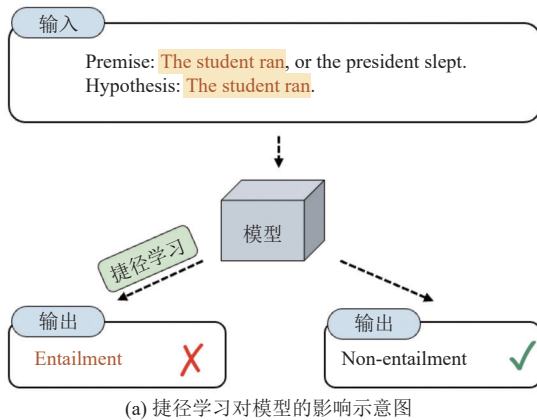 输入
Premise: The student ran, or the president slept.
Hypothesis: The student ran.
模型
捷径学习
输出
Entailment
输出
Non-entailment
(a) 捷径学习对模型的影响示意图